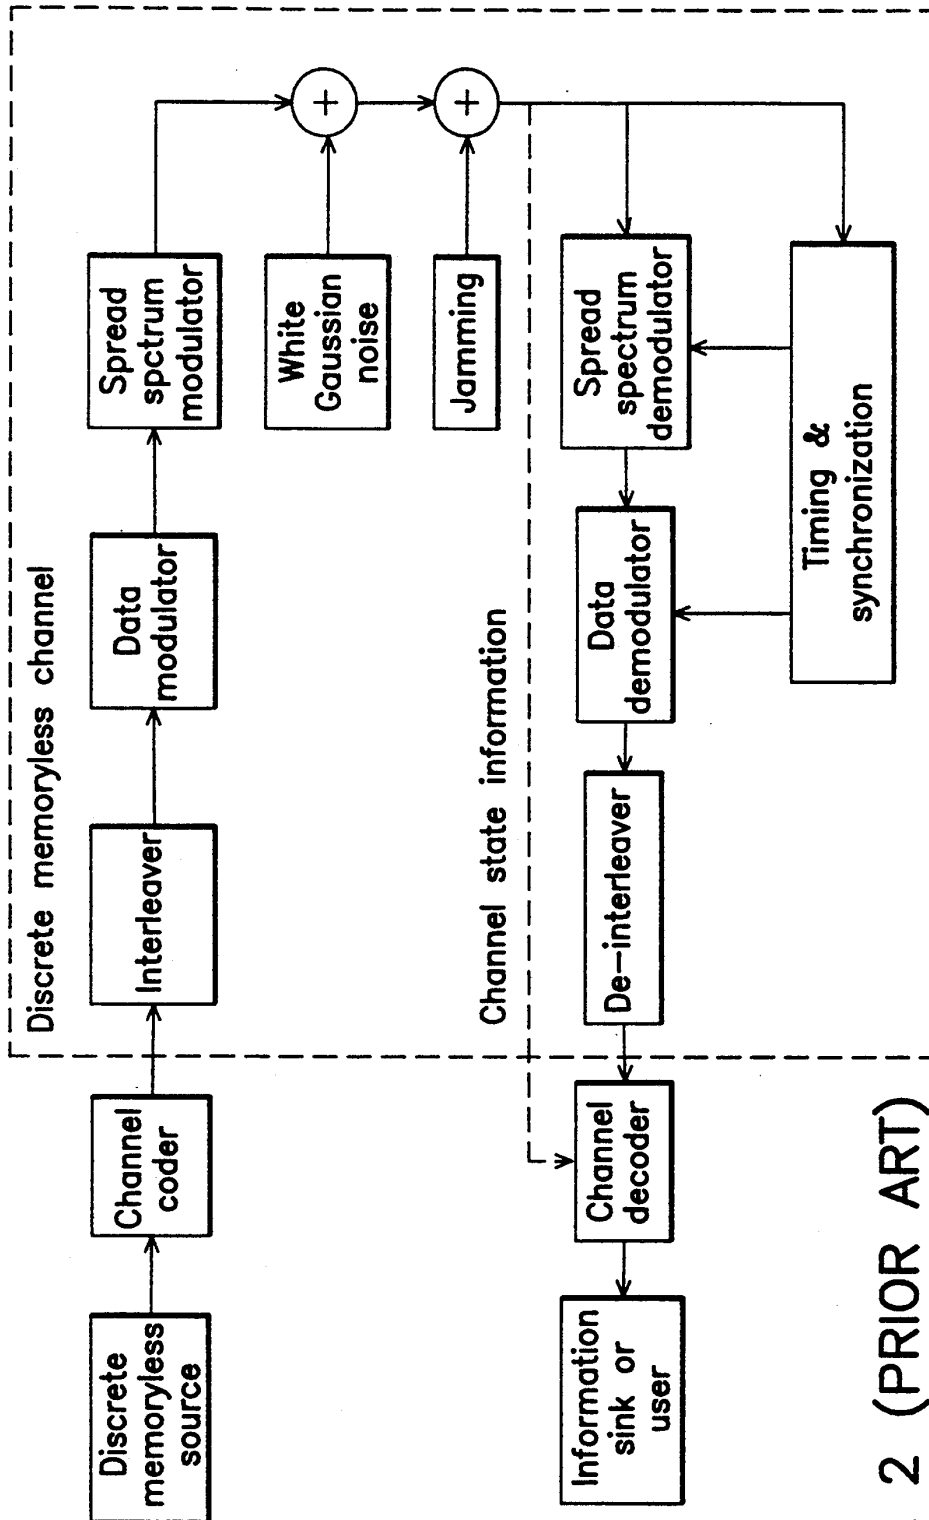 Discrete memoryless channel
Discrete
memoryless
source
Channel
coder
Interleaver
Data
modulator
Spread
spctrum
modulator
White
Gaussian
noise
+
Jamming
+
Channel state information
Information
sink or
user
Channel
decoder
De-interleaver
Data
demodulator
Spread
spectrum
demodulator
Timing &
synchronization
2 (PRIOR ART)